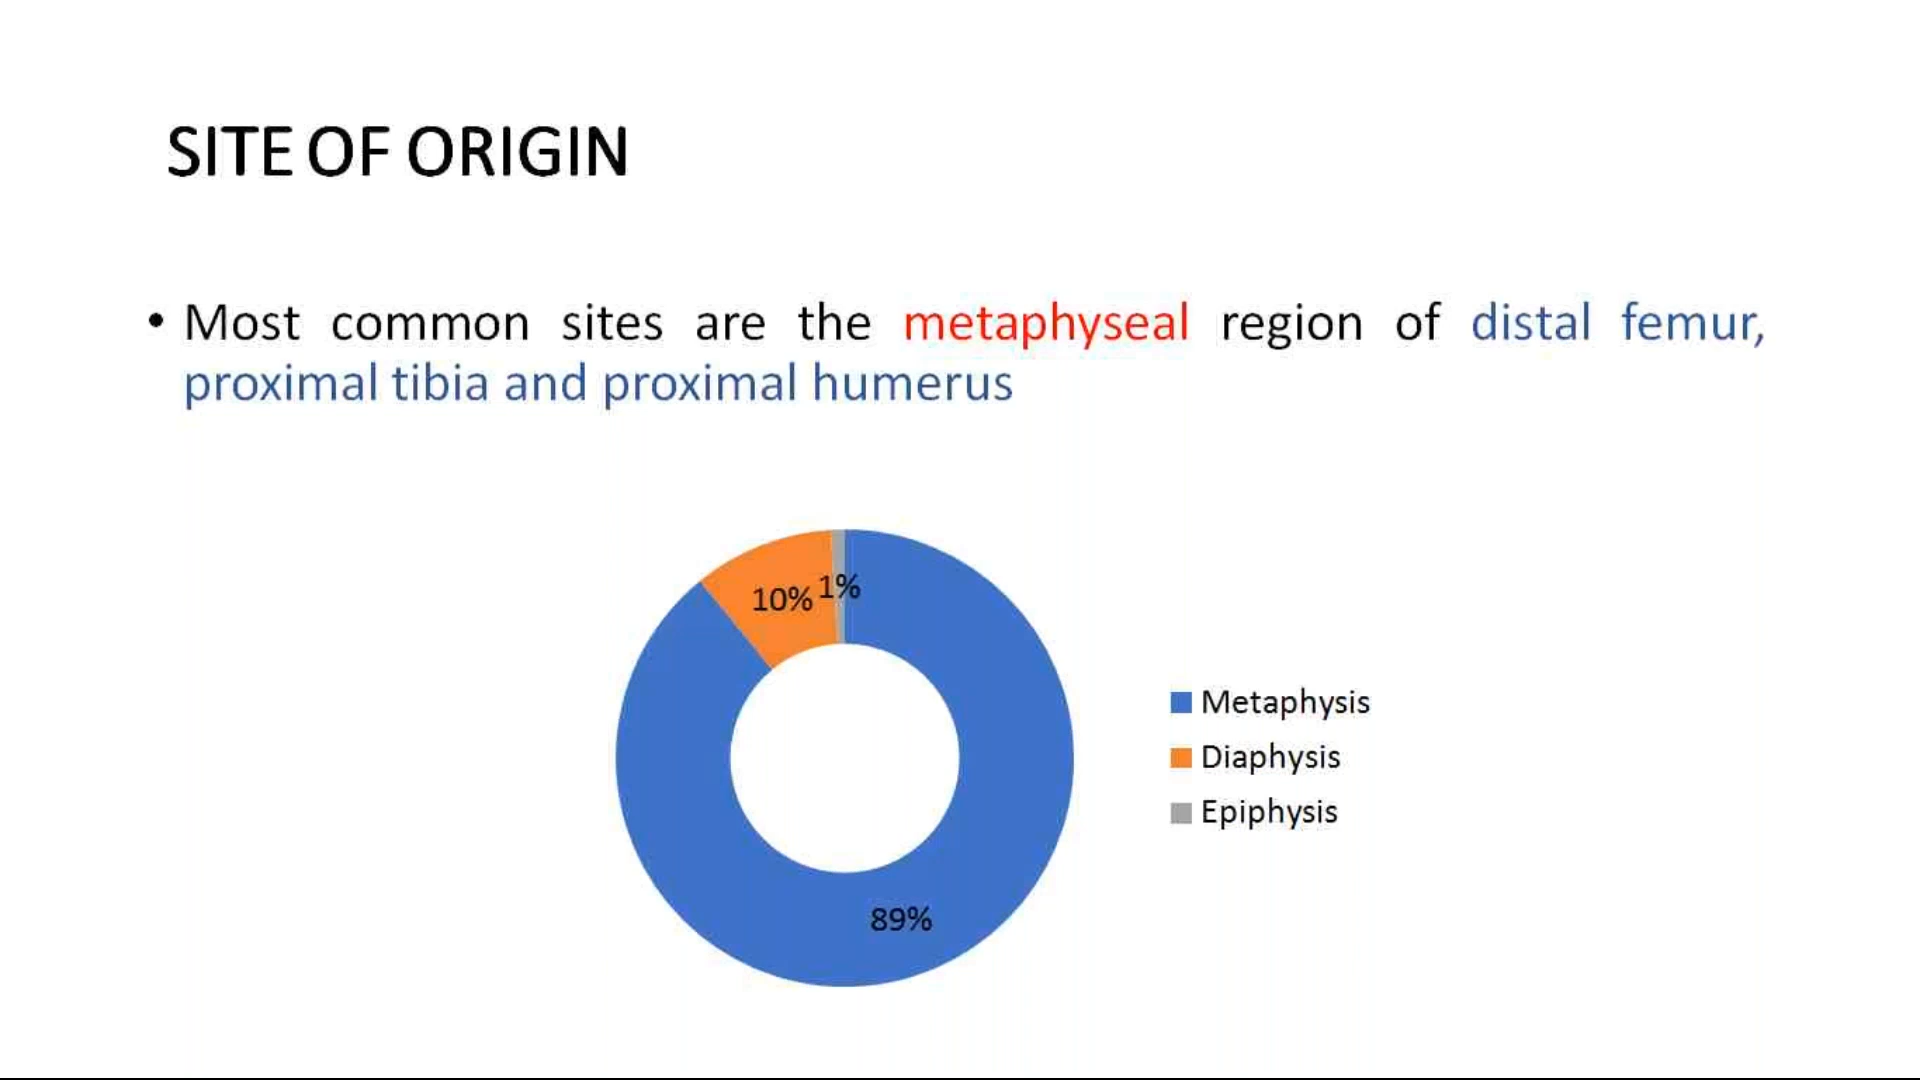 SITE OF ORIGIN
• Most common sites are the metaphyseal region of distal femur,
proximal tibia and proximal humerus
10%
1%
89%
Metaphysis
Diaphysis
Epiphysis